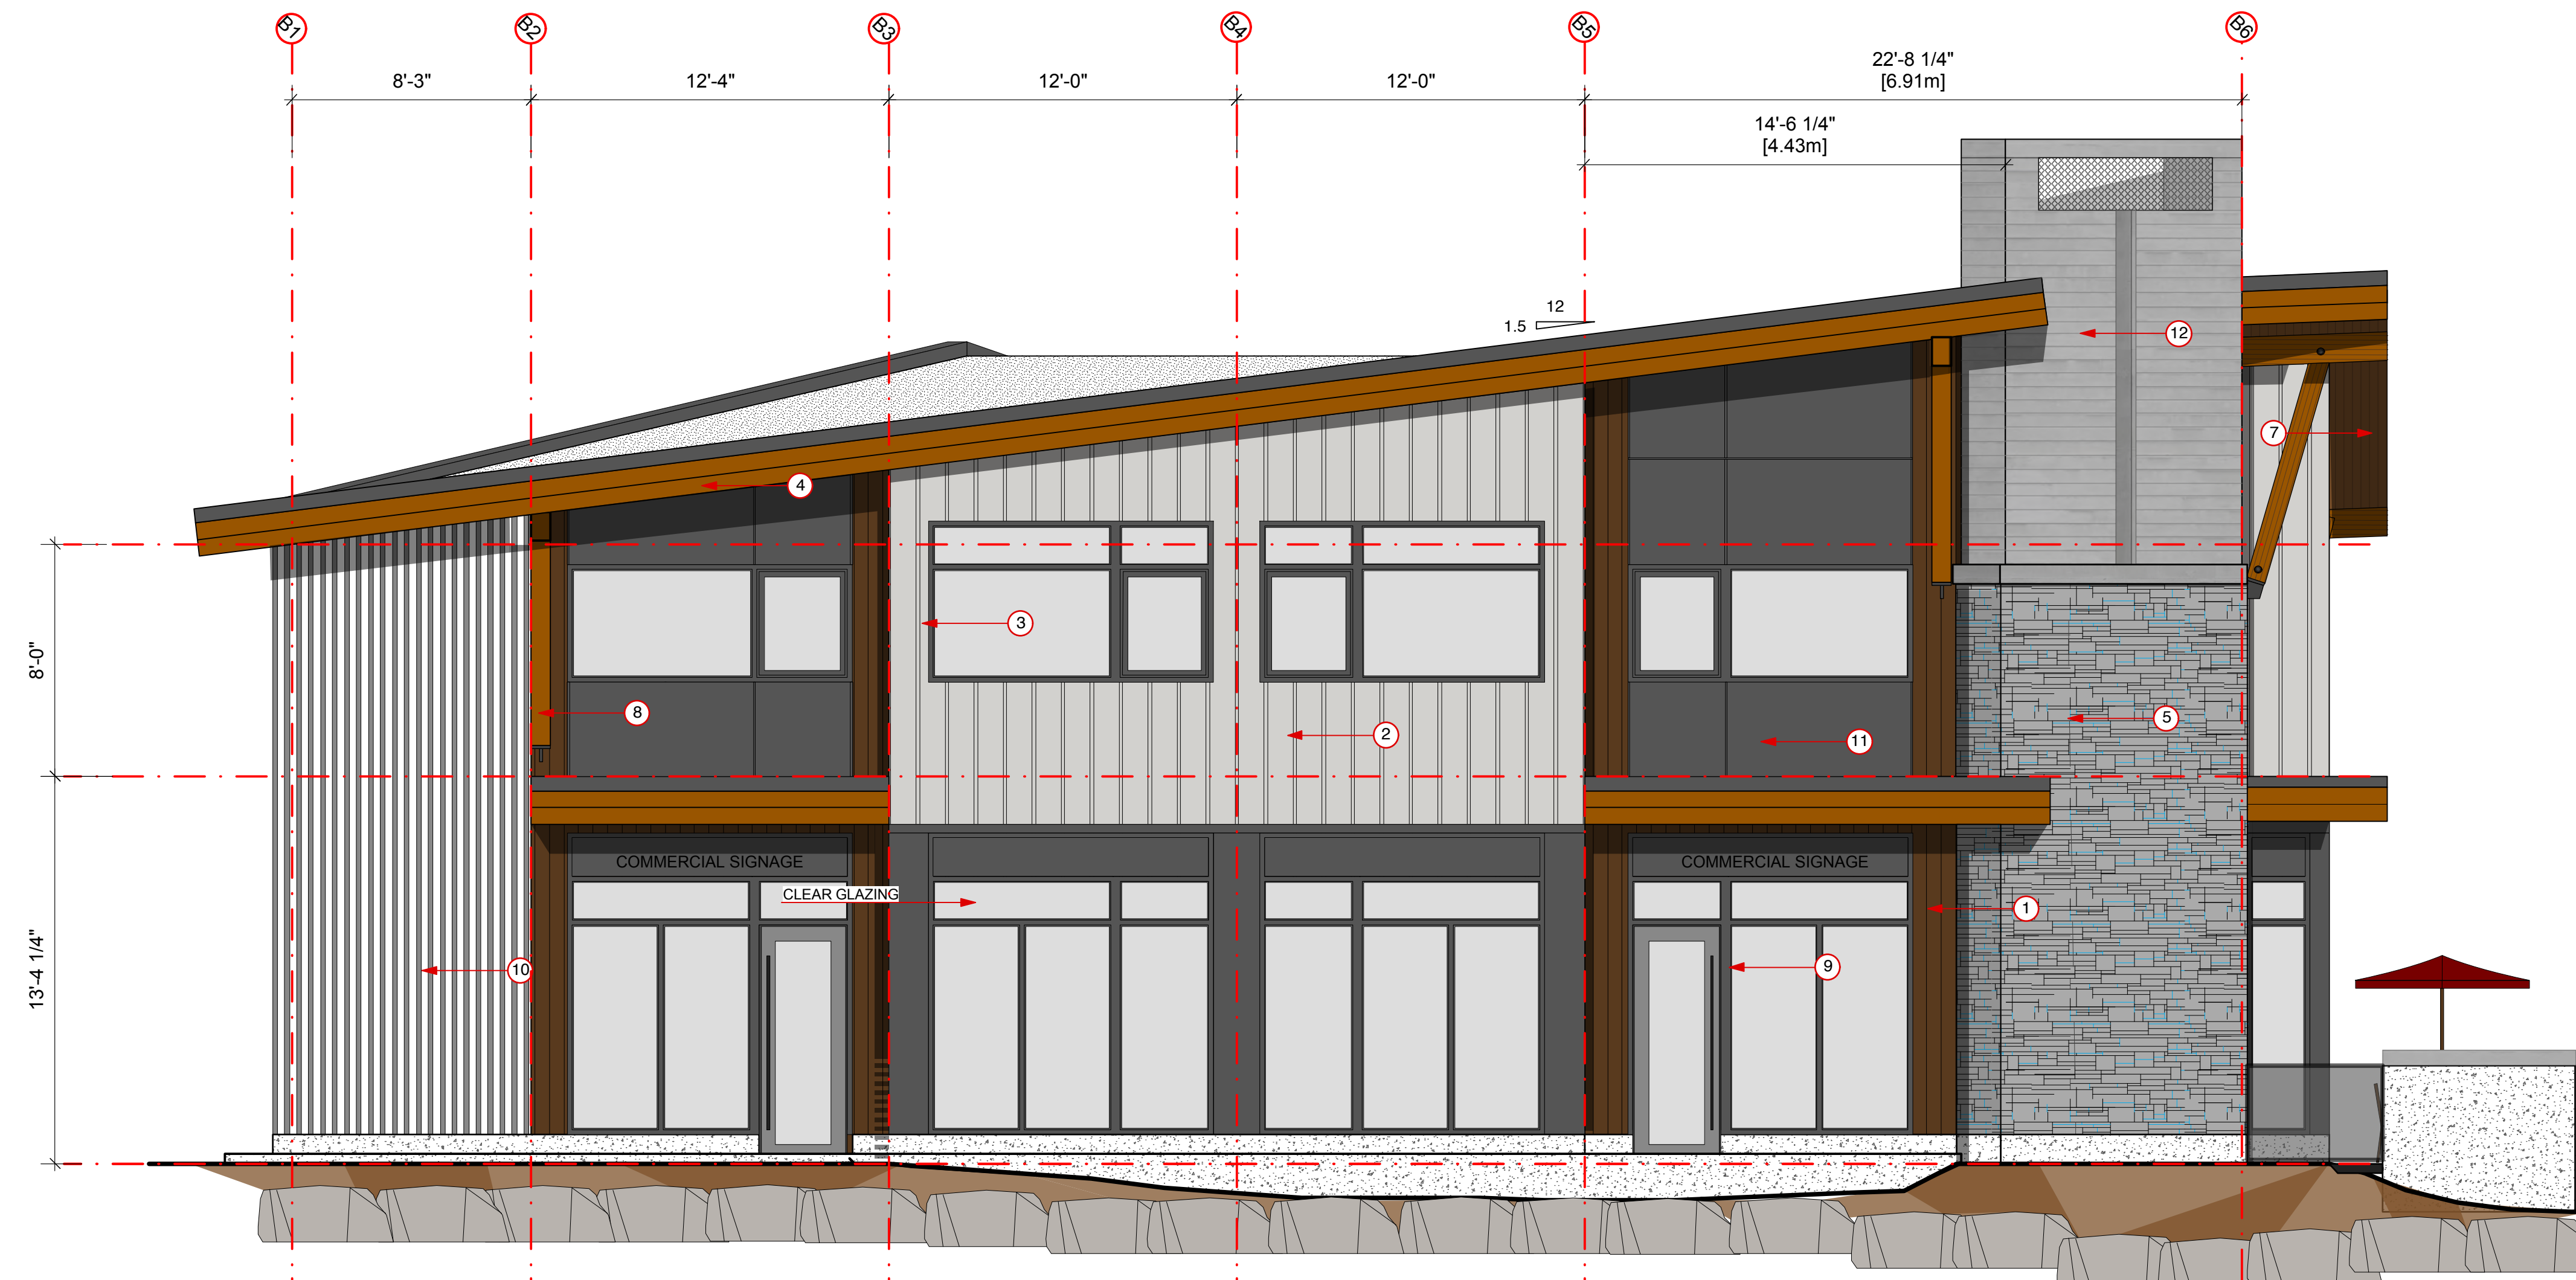 B1
B2
B3
B4
B5
B6
8'-3"
12'-4"
12'-0"
12'-0"
22'-8 1/4"
[6.91m]
14'-6 1/4"
[4.43m]
12
1.5
12
7
4
8'-0"
3
8
2
11
5
COMMERCIAL SIGNAGE
COMMERCIAL SIGNAGE
CLEAR GLAZING
1
13'-4 1/4"
10
9